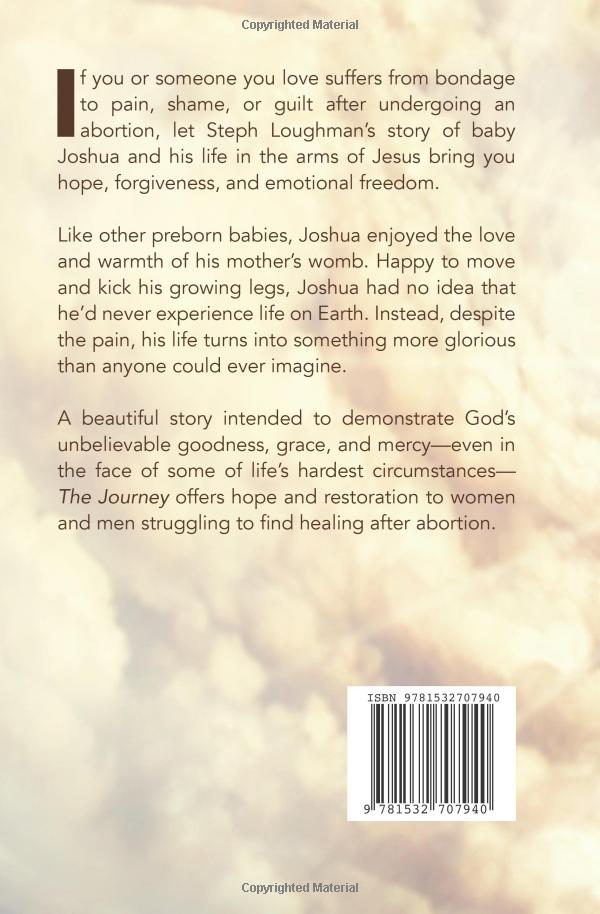 Copyrighted Material
If you or someone you love suffers from bondage
to pain, shame, or guilt after undergoing an
abortion, let Steph Loughman's story of baby
Joshua and his life in the arms of Jesus bring you
hope, forgiveness, and emotional freedom.
Like other preborn babies, Joshua enjoyed the love
and warmth of his mother's womb. Happy to move
and kick his growing legs, Joshua had no idea that
he'd never experience life on Earth. Instead, despite
the pain, his life turns into something more glorious
than anyone could ever imagine.
A beautiful story intended to demonstrate God's
unbelievable goodness, grace, and mercy—even in
the face of some of life's hardest circumstances—
The Journey offers hope and restoration to women
and men struggling to find healing after abortion.
ISBN 9781532707940
9 781532 707940
Copyrighted Material